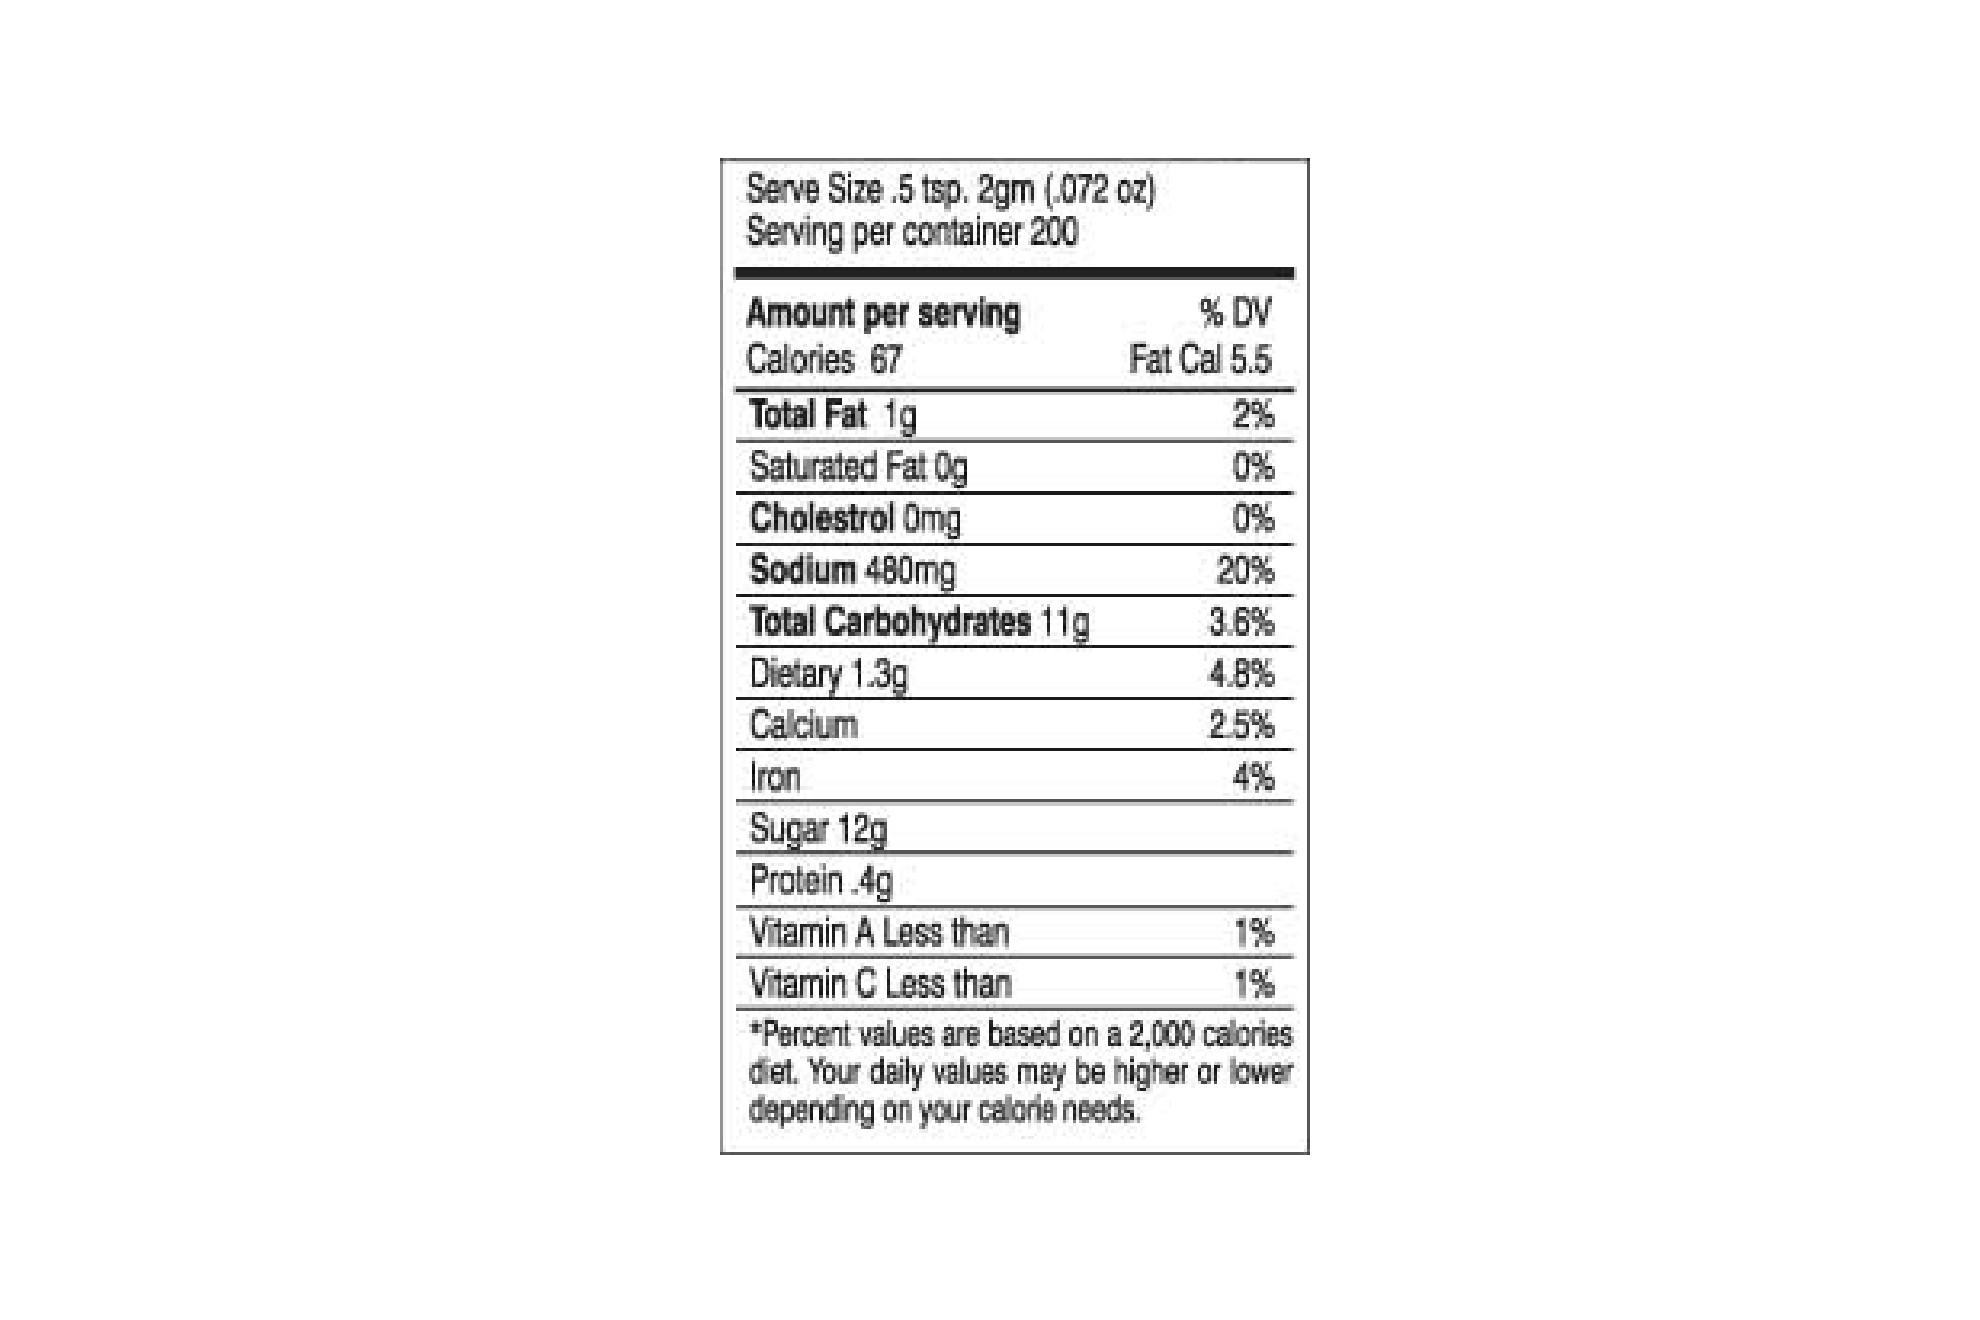 Serve Size .5 tsp. 2gm (.072 oz)
Serving per container 200
Amount per serving % DV
Calories 67 Fat Cal 5.5
Total Fat 1g 2%
Saturated Fat 0g 0%
Cholestrol 0mg 0%
Sodium 480mg 20%
Total Carbohydrates 11g 3.6%
Dietary 1.3g 4.8%
Calcium 2.5%
Iron 4%
Sugar 12g
Protein .4g
Vitamin A Less than 1%
Vitamin C Less than 1%
*Percent values are based on a 2,000 calories
diet. Your daily values may be higher or lower
depending on your calorie needs.